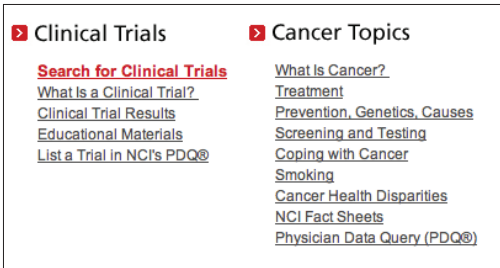 Clinical Trials
Search for Clinical Trials
What Is a Clinical Trial?
Clinical Trial Results
Educational Materials
List a Trial in NCI's PDQ®
Cancer Topics
What Is Cancer?
Treatment
Prevention, Genetics, Causes
Screening and Testing
Coping with Cancer
Smoking
Cancer Health Disparities
NCI Fact Sheets
Physician Data Query (PDQ®)